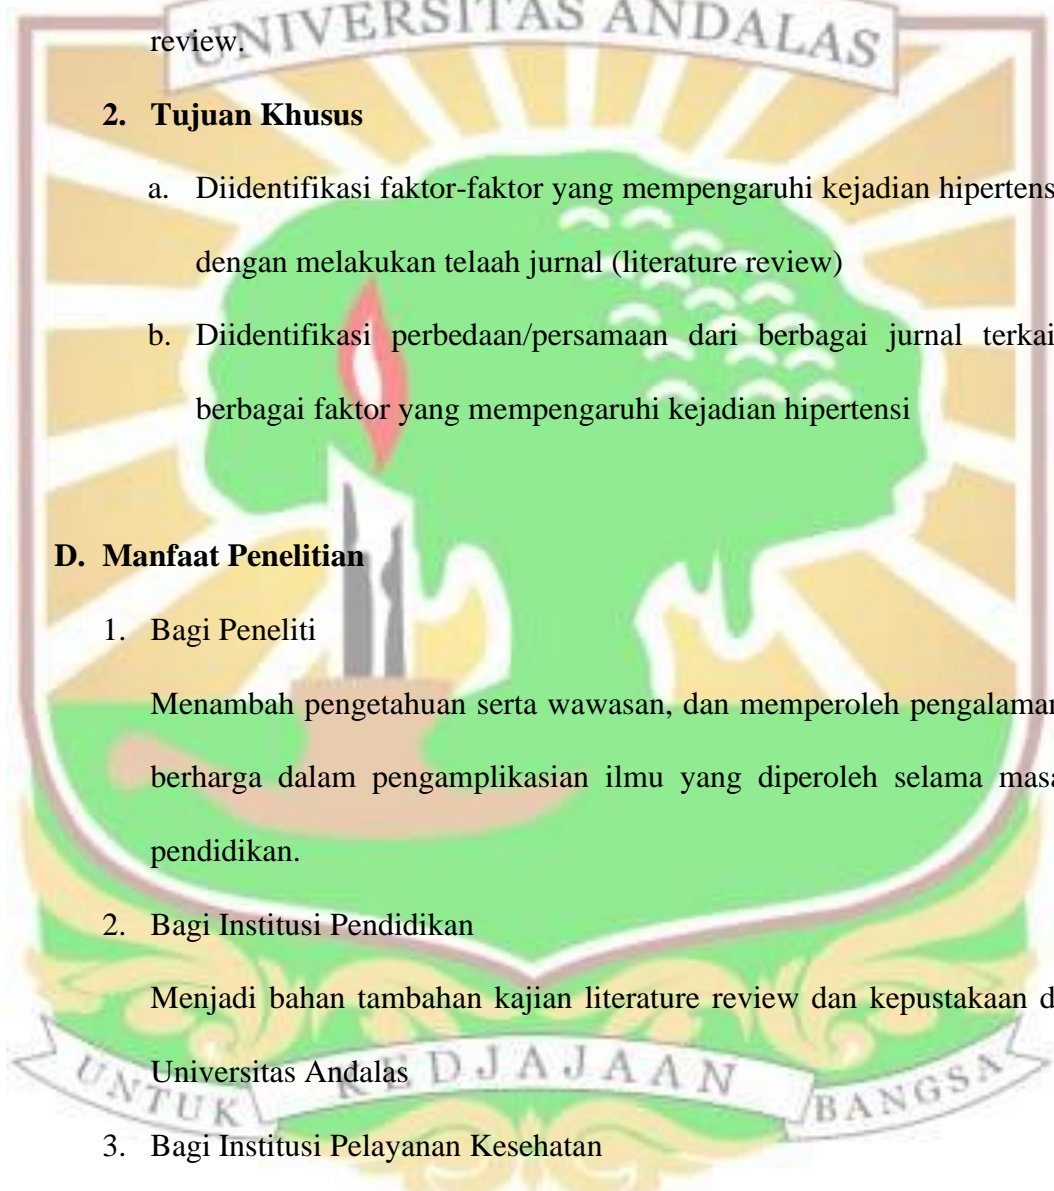 UNIVERSITAS ANDALAS
review.
2. Tujuan Khusus
a. Diidentifikasi faktor-faktor yang mempengaruhi kejadian hipertens
dengan melakukan telaah jurnal (literature review)
b. Diidentifikasi perbedaan/persamaan dari berbagai jurnal terkai
berbagai faktor yang mempengaruhi kejadian hipertensi
D. Manfaat Penelitian
1. Bagi Peneliti
Menambah pengetahuan serta wawasan, dan memperoleh pengalaman
berharga dalam pengamplikasian ilmu yang diperoleh selama masa
pendidikan.
2. Bagi Institusi Pendidikan
Menjadi bahan tambahan kajian literature review dan kepustakaan d
Universitas Andalas
UNTUK KEDJAJAAN BANGSA
3. Bagi Institusi Pelayanan Kesehatan